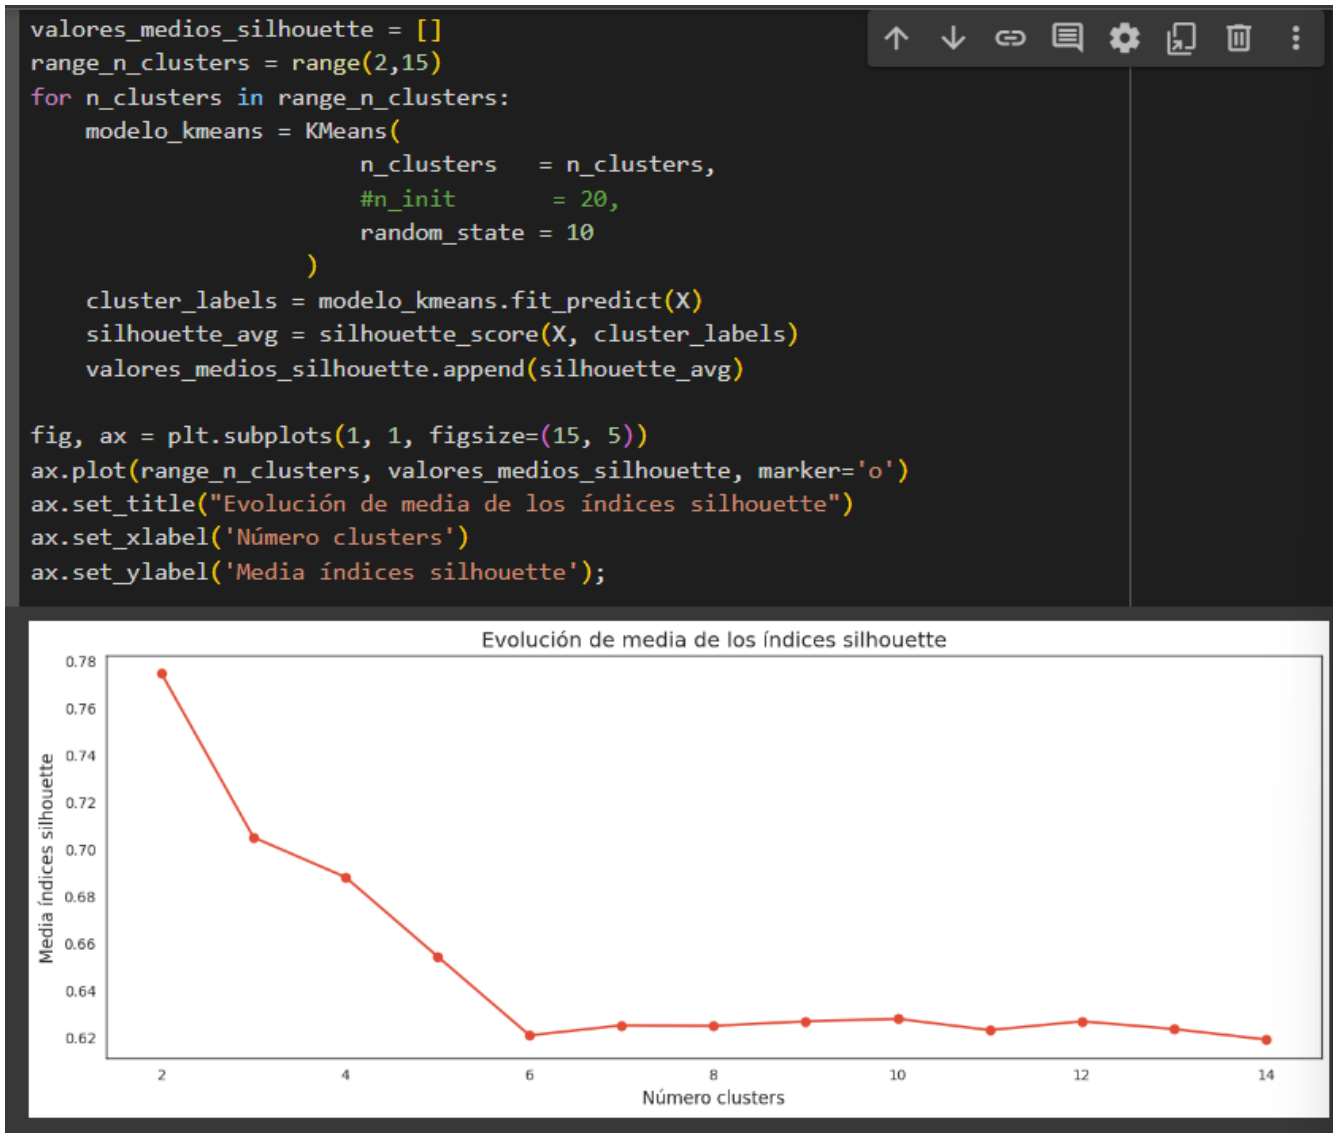 valores_medios_silhouette = []
range_n_clusters = range(2,15)
for n_clusters in range_n_clusters:
    modelo_kmeans = KMeans(
                        n_clusters   = n_clusters,
                        #n_init       = 20,
                        random_state = 10
                    )
    cluster_labels = modelo_kmeans.fit_predict(X)
    silhouette_avg = silhouette_score(X, cluster_labels)
    valores_medios_silhouette.append(silhouette_avg)
fig, ax = plt.subplots(1, 1, figsize=(15, 5))
ax.plot(range_n_clusters, valores_medios_silhouette, marker='o')
ax.set_title("Evolución de media de los índices silhouette")
ax.set_xlabel('Número clusters')
ax.set_ylabel('Media índices silhouette');
Evolución de media de los índices silhouette
Media índices silhouette
0.78
0.76
0.74
0.72
0.70
0.68
0.66
0.64
0.62
2 4 6 8 10 12 14
Número clusters